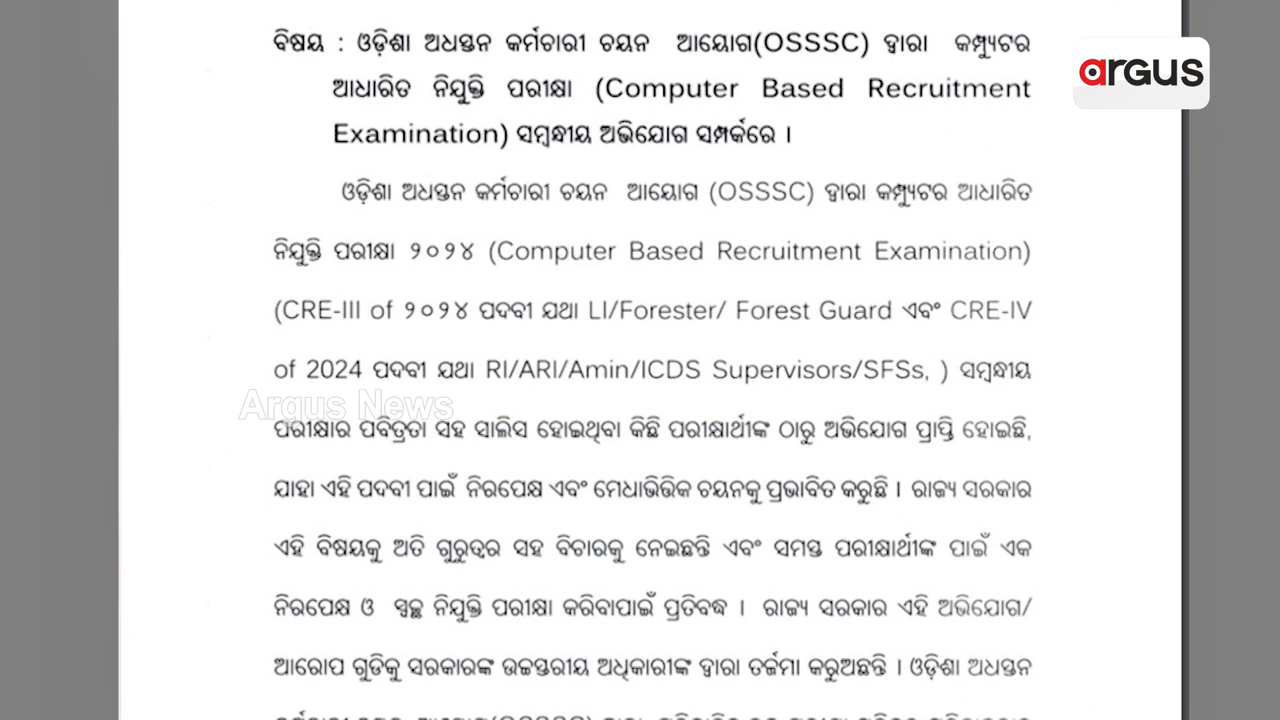 ବିଷୟ : ଓଡ଼ିଶା ଅଧସ୍ତନ କର୍ମଚାରୀ ଚୟନ ଆୟୋଗ(OSSSC) ଦ୍ୱାରା କମ୍ପ୍ୟୁଟର
argus
ଆଧାରିତ ନିଯୁକ୍ତି ପରୀକ୍ଷା (Computer Based Recruitment
Examination) ସମ୍ବନ୍ଧୀୟ ଅଭିଯୋଗ ସମ୍ପର୍କରେ ।
ଓଡ଼ିଶା ଅଧସ୍ତନ କର୍ମଚାରୀ ଚୟନ ଆୟୋଗ (OSSSC) ଦ୍ୱାରା କମ୍ପ୍ୟୁଟର ଆଧାରିତ
ନିଯୁକ୍ତି ପରୀକ୍ଷା ୨୦୨୪ (Computer Based Recruitment Examination)
(CRE-III of ୨୦୨୪ ପଦବୀ ଯଥା LI/Forester/ Forest Guard ଏବଂ CRE-IV
of 2024 ପଦବୀ ଯଥା RI/ARI/Amin/ICDS Supervisors/SFSs, ) ସମ୍ବନ୍ଧୀୟ
Argus News
ପରୀକ୍ଷାର ପବିତ୍ରତା ସହ ସାଲିସ ହୋଇଥିବା କିଛି ପରୀକ୍ଷାର୍ଥୀଙ୍କ ଠାରୁ ଅଭିଯୋଗ ପ୍ରାପ୍ତି ହୋଇଛି,
ଯାହା ଏହି ପଦବୀ ପାଇଁ ନିରପେକ୍ଷ ଏବଂ ମେଧାଭିତ୍ତିକ ଚୟନକୁ ପ୍ରଭାବିତ କରୁଛି । ରାଜ୍ୟ ସରକାର
ଏହି ବିଷୟକୁ ଅତି ଗୁରୁତ୍ୱର ସହ ବିଚାରକୁ ନେଇଛନ୍ତି ଏବଂ ସମସ୍ତ ପରୀକ୍ଷାର୍ଥୀଙ୍କ ପାଇଁ ଏକ
ନିରପେକ୍ଷ ଓ ସ୍ୱଚ୍ଛ ନିଯୁକ୍ତି ପରୀକ୍ଷା କରିବାପାଇଁ ପ୍ରତିବଦ୍ଧ । ରାଜ୍ୟ ସରକାର ଏହି ଅଭିଯୋଗ/
ଆରୋପ ଗୁଡିକୁ ସରକାରଙ୍କ ଉଚ୍ଚସ୍ତରୀୟ ଅଧିକାରୀଙ୍କ ଦ୍ୱାରା ତର୍ଜମା କରୁଅଛନ୍ତି । ଓଡ଼ିଶା ଅଧସ୍ତନ